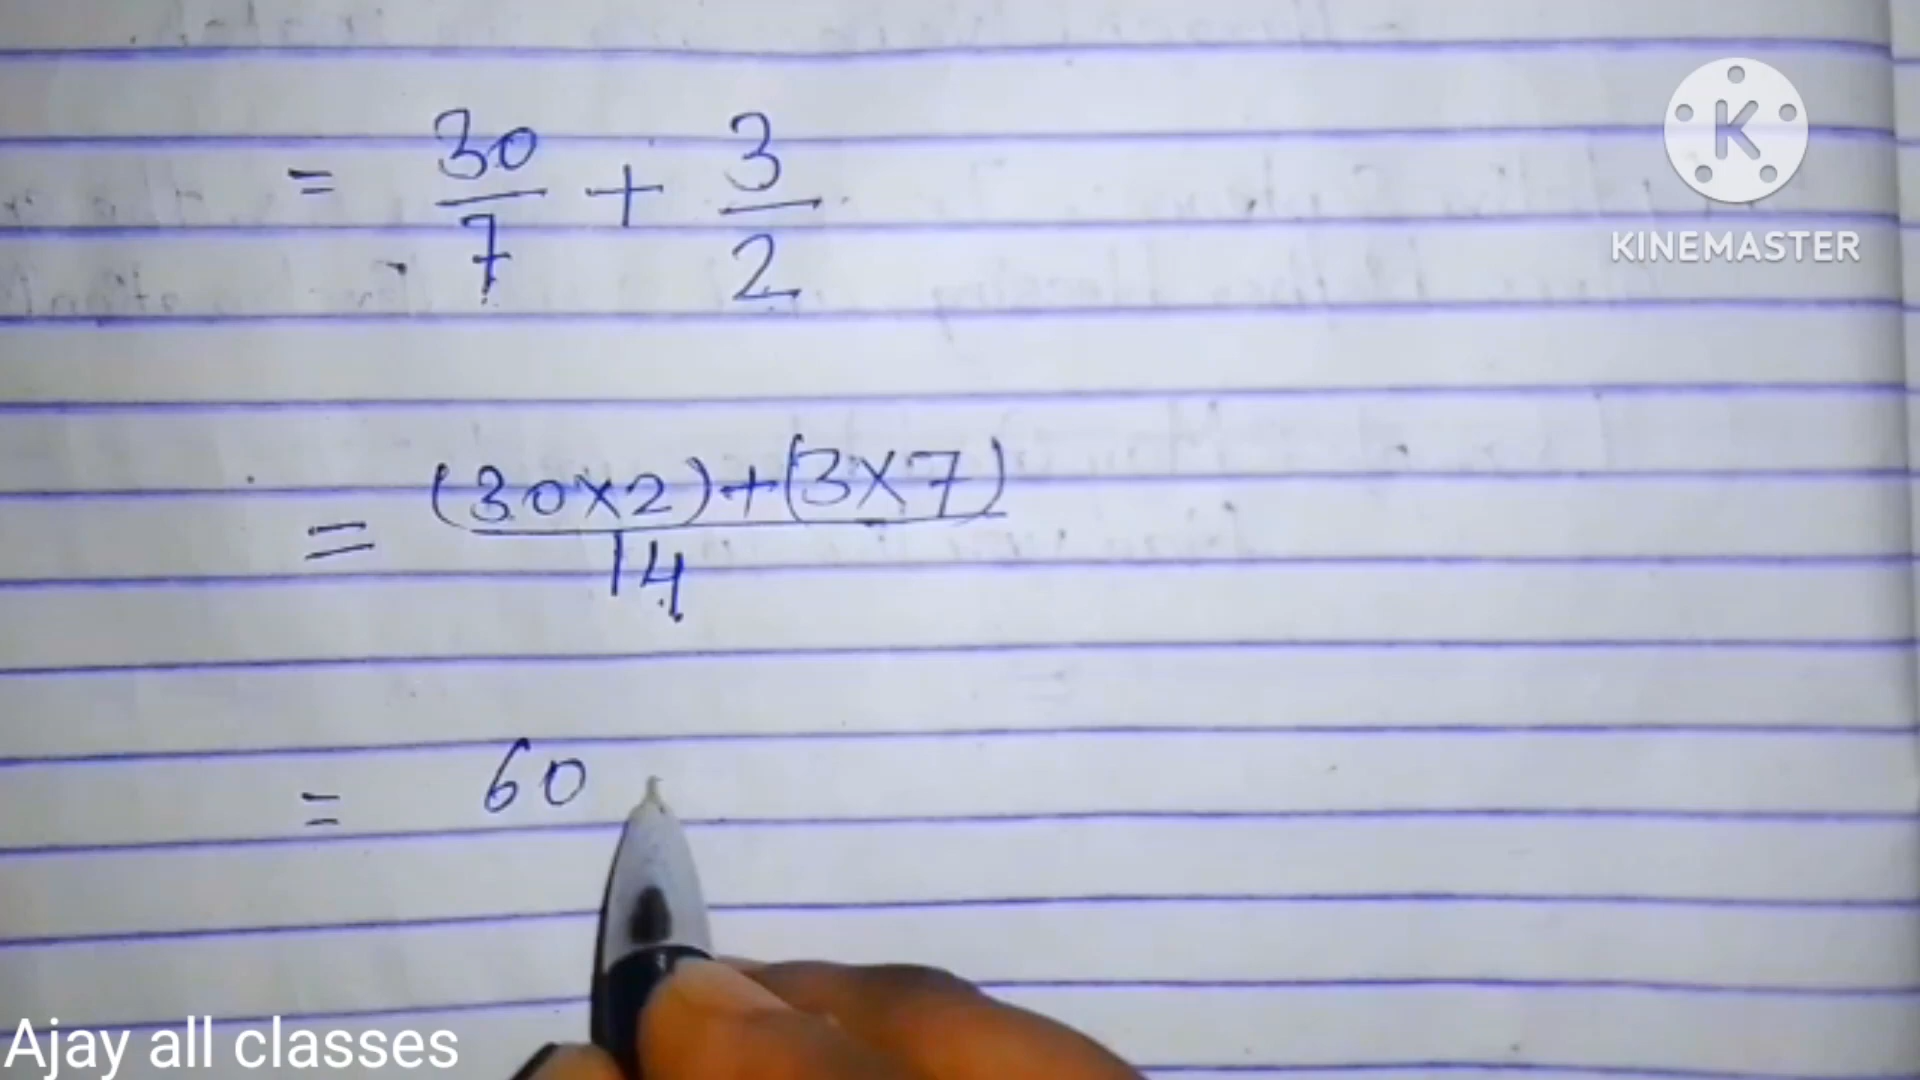 = 30/7 + 3/2
K
KINEMASTER
= (30×2)+(3×7)/14
= 60
Ajay all classes